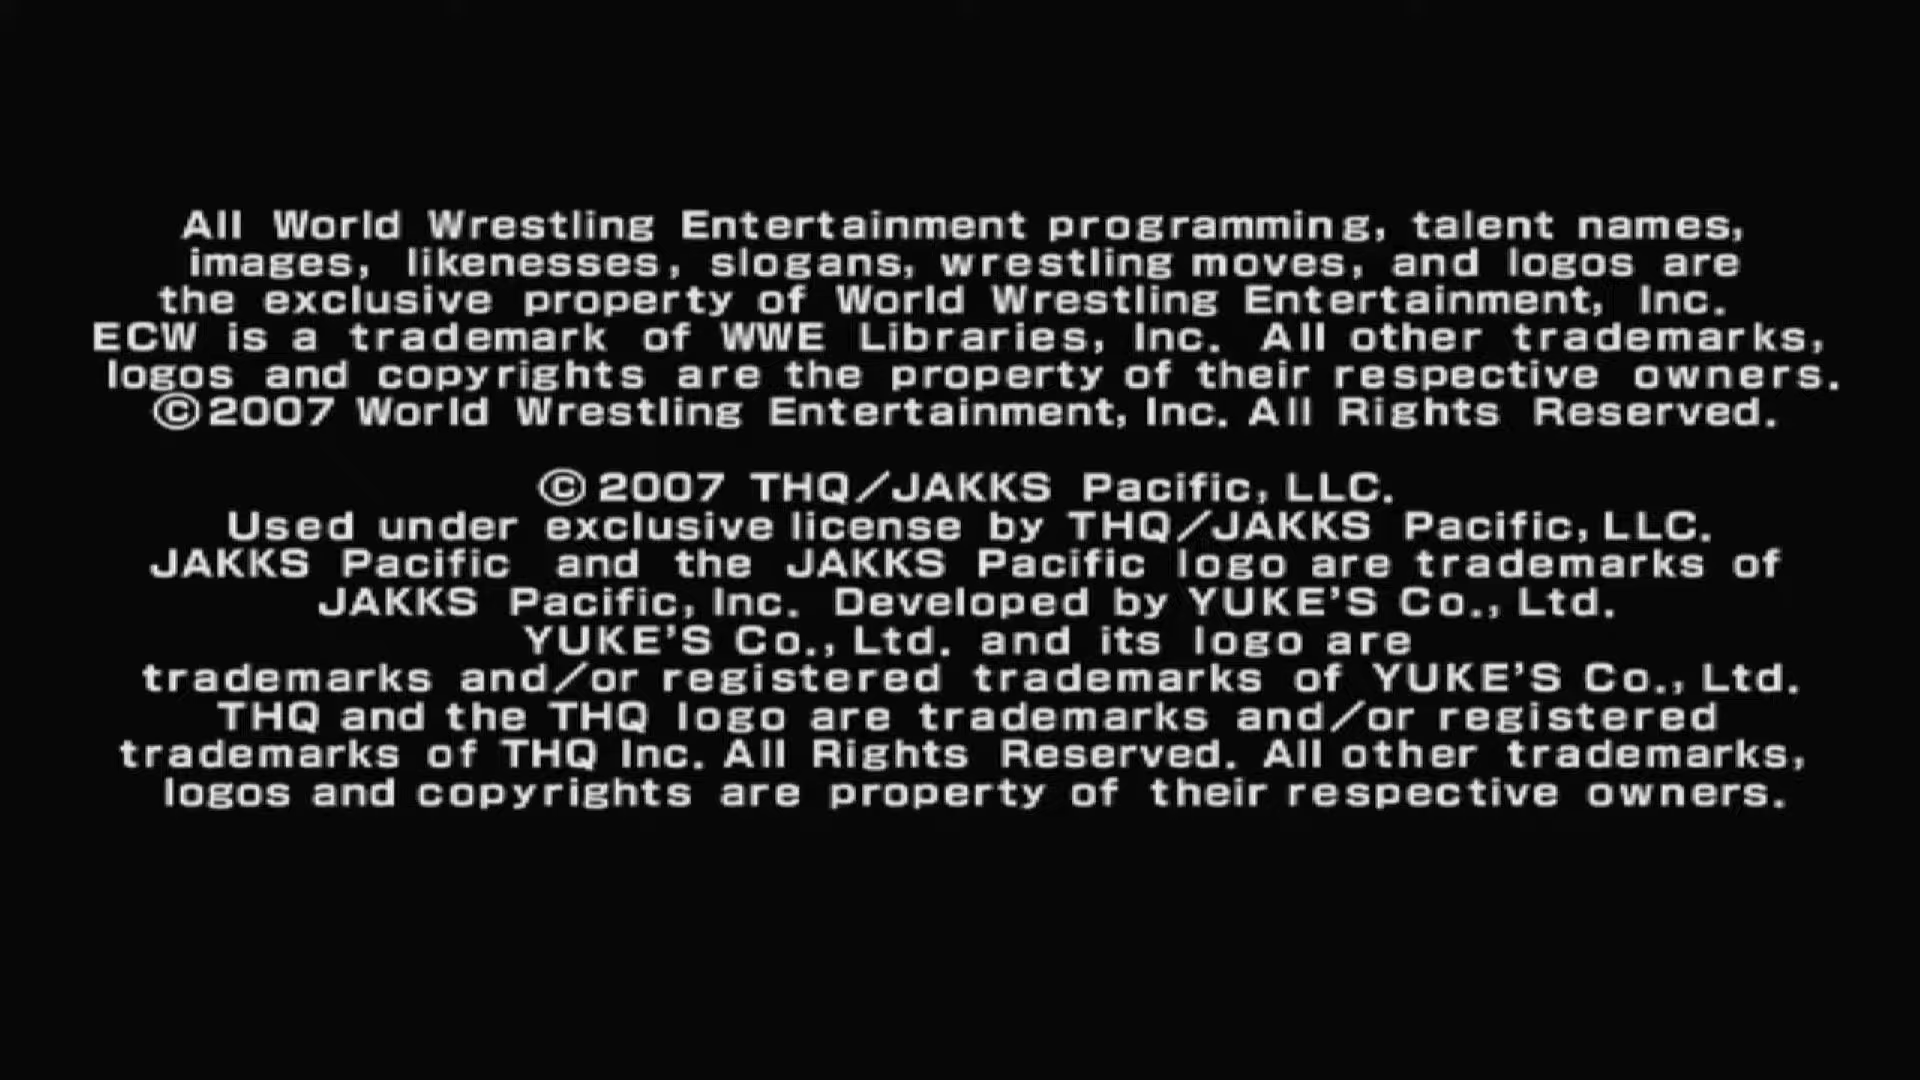 All World Wrestling Entertainment programming, talent names,
images, likenesses, slogans, wrestling moves, and logos are
the exclusive property of World Wrestling Entertainment, Inc.
ECW is a trademark of WWE Libraries, Inc. All other trademarks,
logos and copyrights are the property of their respective owners.
©2007 World Wrestling Entertainment, Inc. All Rights Reserved.
©2007 THQ/JAKKS Pacific, LLC.
Used under exclusive license by THQ/JAKKS Pacific, LLC.
JAKKS Pacific and the JAKKS Pacific logo are trademarks of
JAKKS Pacific, Inc. Developed by YUKE'S Co., Ltd.
YUKE'S Co., Ltd. and its logo are
trademarks and/or registered trademarks of YUKE'S Co., Ltd.
THQ and the THQ logo are trademarks and/or registered
trademarks of THQ Inc. All Rights Reserved. All other trademarks,
logos and copyrights are property of their respective owners.